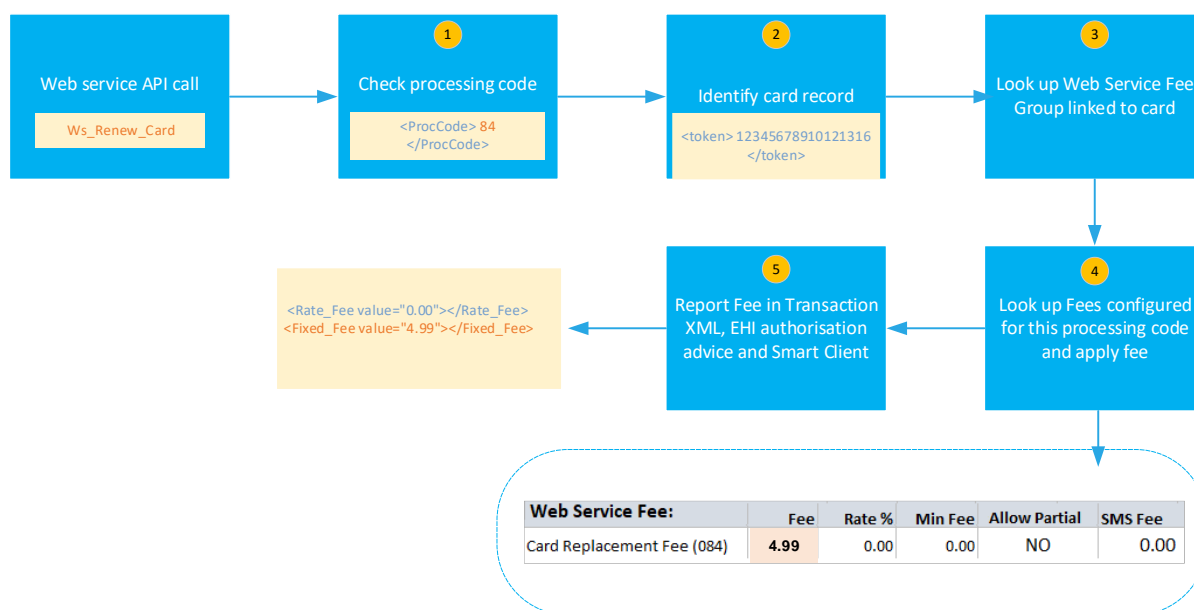 Web service API call
Ws_Renew_Card
1
Check processing code
<ProcCode> 84
</ProcCode>
2
Identify card record
<token> 12345678910121316
</token>
3
Look up Web Service Fee
Group linked to card
4
Look up Fees configured
for this processing code
and apply fee
5
Report Fee in Transaction
XML, EHI authorisation
advice and Smart Client
<Rate_Fee value="0.00"></Rate_Fee>
<Fixed_Fee value="4.99"></Fixed_Fee>
Web Service Fee: Fee Rate % Min Fee Allow Partial SMS Fee
Card Replacement Fee (084) 4.99 0.00 0.00 NO 0.00